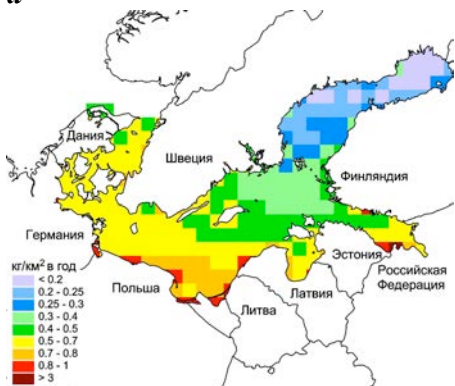 а
Дания
Швеция
Финляндия
Германия
Эстония
Российская
Федерация
Польша
Латвия
Литва
кг/км² в год
< 0.2
0.2 - 0.25
0.25 - 0.3
0.3 - 0.4
0.4 - 0.5
0.5 - 0.7
0.7 - 0.8
0.8 - 1
> 3